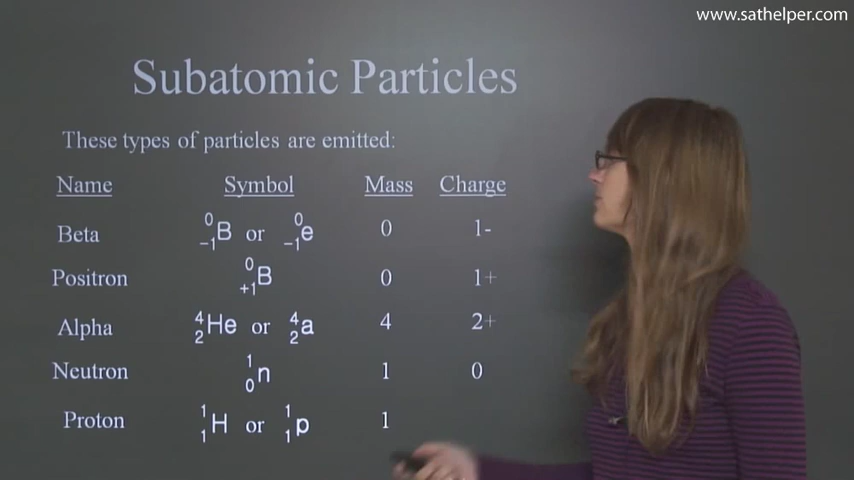 www.sathelper.com
Subatomic Particles
These types of particles are emitted:
Name Symbol Mass Charge
Beta ⁰₋₁B or ⁰₋₁e 0 1-
Positron ⁰₊₁B 0 1+
Alpha ⁴₂He or ⁴₂a 4 2+
Neutron ¹₀n 1 0
Proton ¹₁H or ¹₁p 1